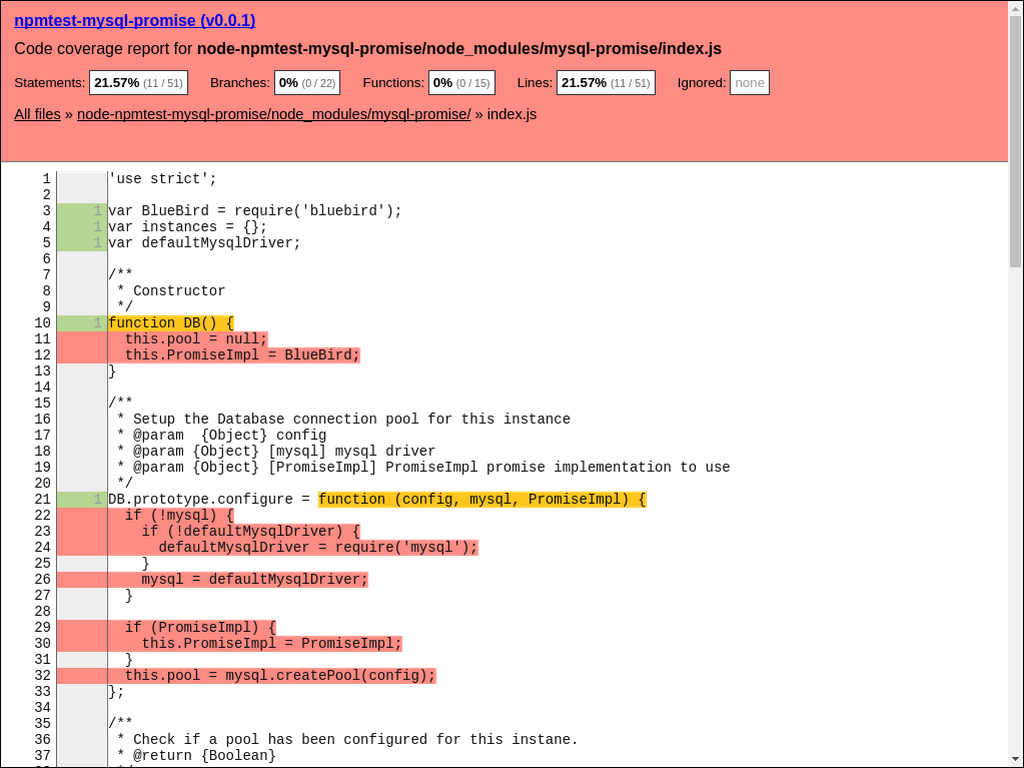 npmtest-mysql-promise (v0.0.1)
Code coverage report for node-npmtest-mysql-promise/node_modules/mysql-promise/index.js
Statements: 21.57% (11 / 51) Branches: 0% (0 / 22) Functions: 0% (0 / 15) Lines: 21.57% (11 / 51) Ignored: none
All files » node-npmtest-mysql-promise/node_modules/mysql-promise/ » index.js
1 'use strict';
2
3 1 var BlueBird = require('bluebird');
4 1 var instances = {};
5 1 var defaultMysqlDriver;
6
7 /**
8  * Constructor
9  */
10 1 function DB() {
11   this.pool = null;
12   this.PromiseImpl = BlueBird;
13 }
14
15 /**
16  * Setup the Database connection pool for this instance
17  * @param  {Object} config
18  * @param {Object} [mysql] mysql driver
19  * @param {Object} [PromiseImpl] PromiseImpl promise implementation to use
20  */
21 1 DB.prototype.configure = function (config, mysql, PromiseImpl) {
22   if (!mysql) {
23     if (!defaultMysqlDriver) {
24       defaultMysqlDriver = require('mysql');
25     }
26     mysql = defaultMysqlDriver;
27   }
28
29   if (PromiseImpl) {
30     this.PromiseImpl = PromiseImpl;
31   }
32   this.pool = mysql.createPool(config);
33 };
34
35 /**
36  * Check if a pool has been configured for this instane.
37  * @return {Boolean}